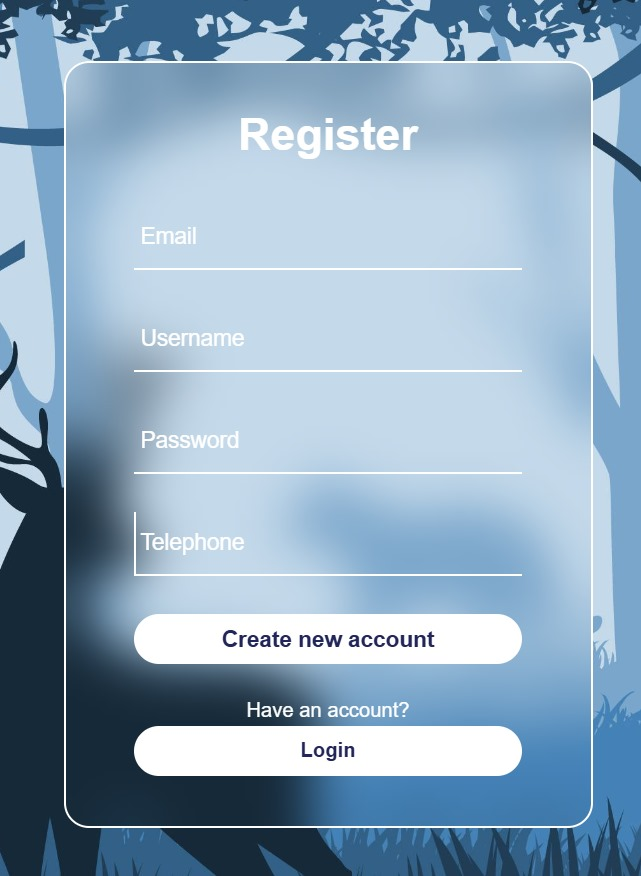 Register
Email
Username
Password
Telephone
Create new account
Have an account?
Login